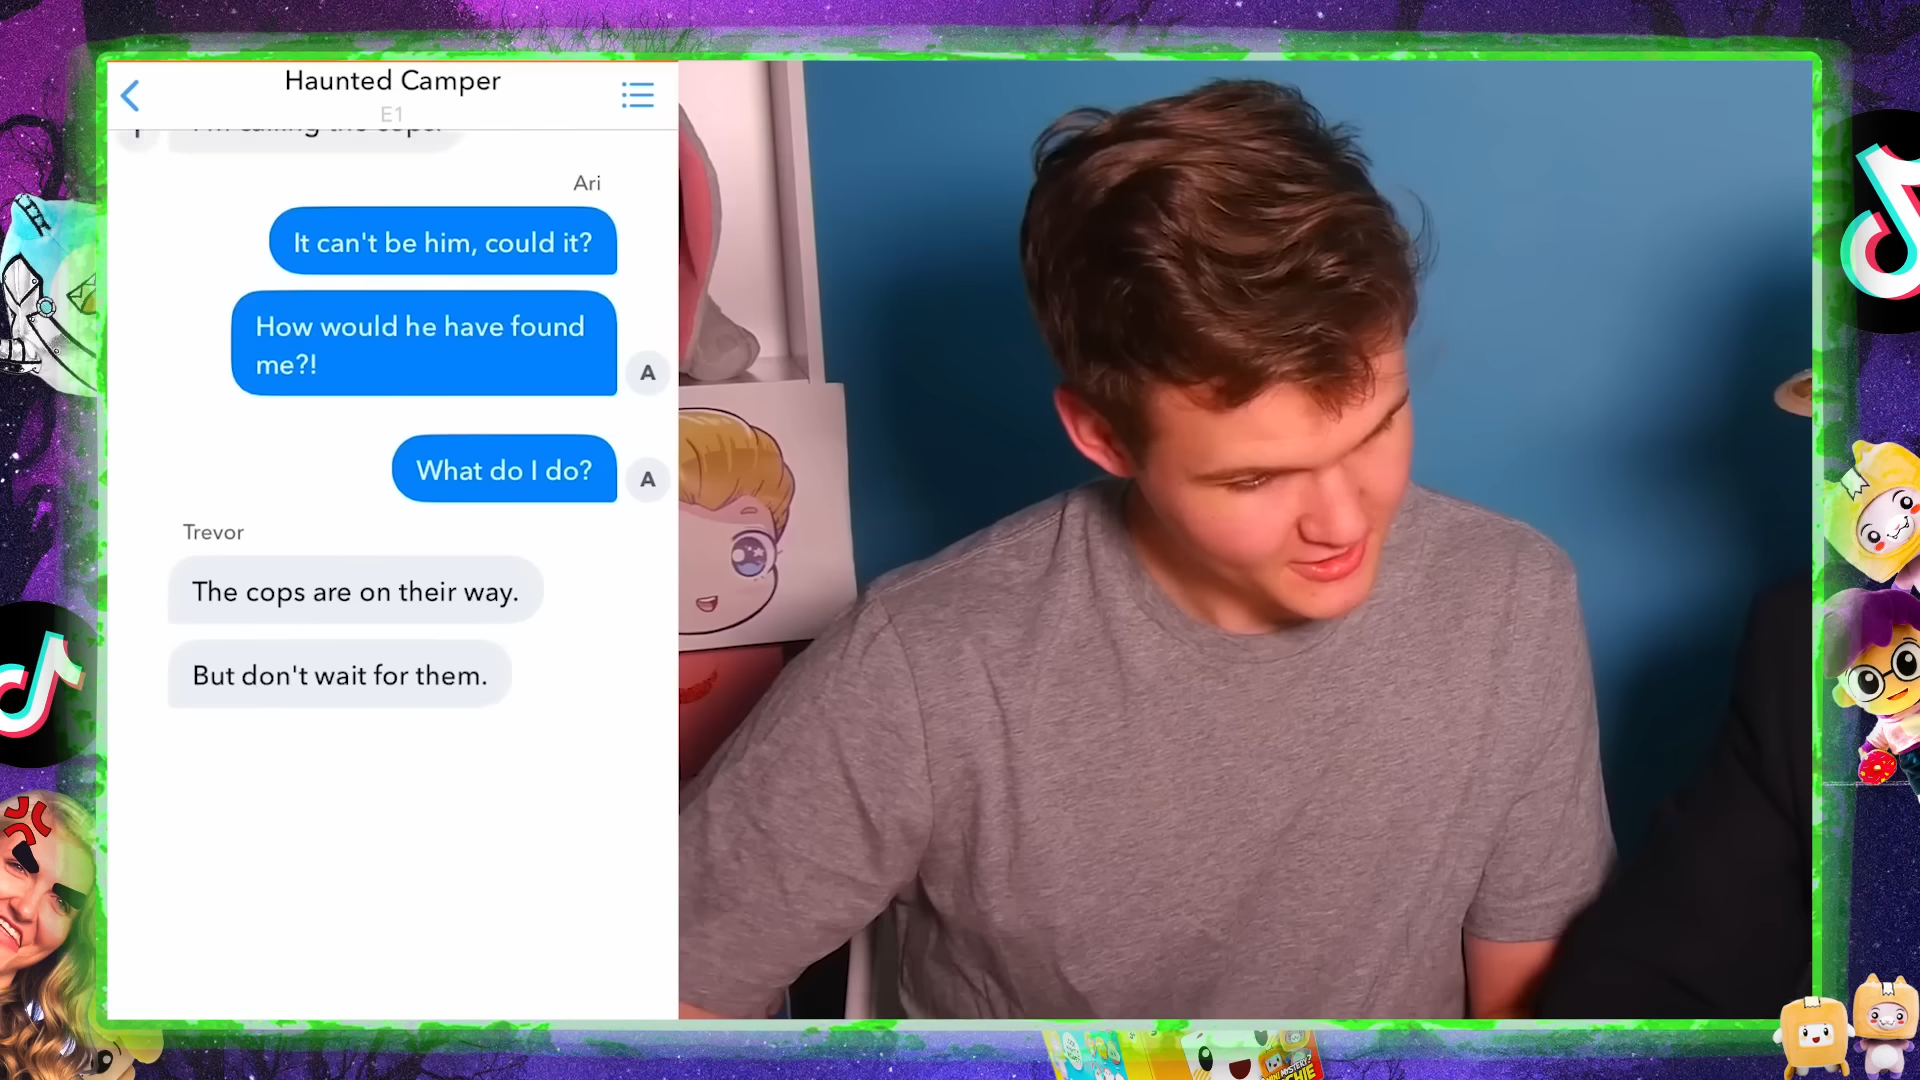 Haunted Camper
E1
Ari
It can't be him, could it?
How would he have found
me?!
A
What do I do?
A
Trevor
The cops are on their way.
But don't wait for them.